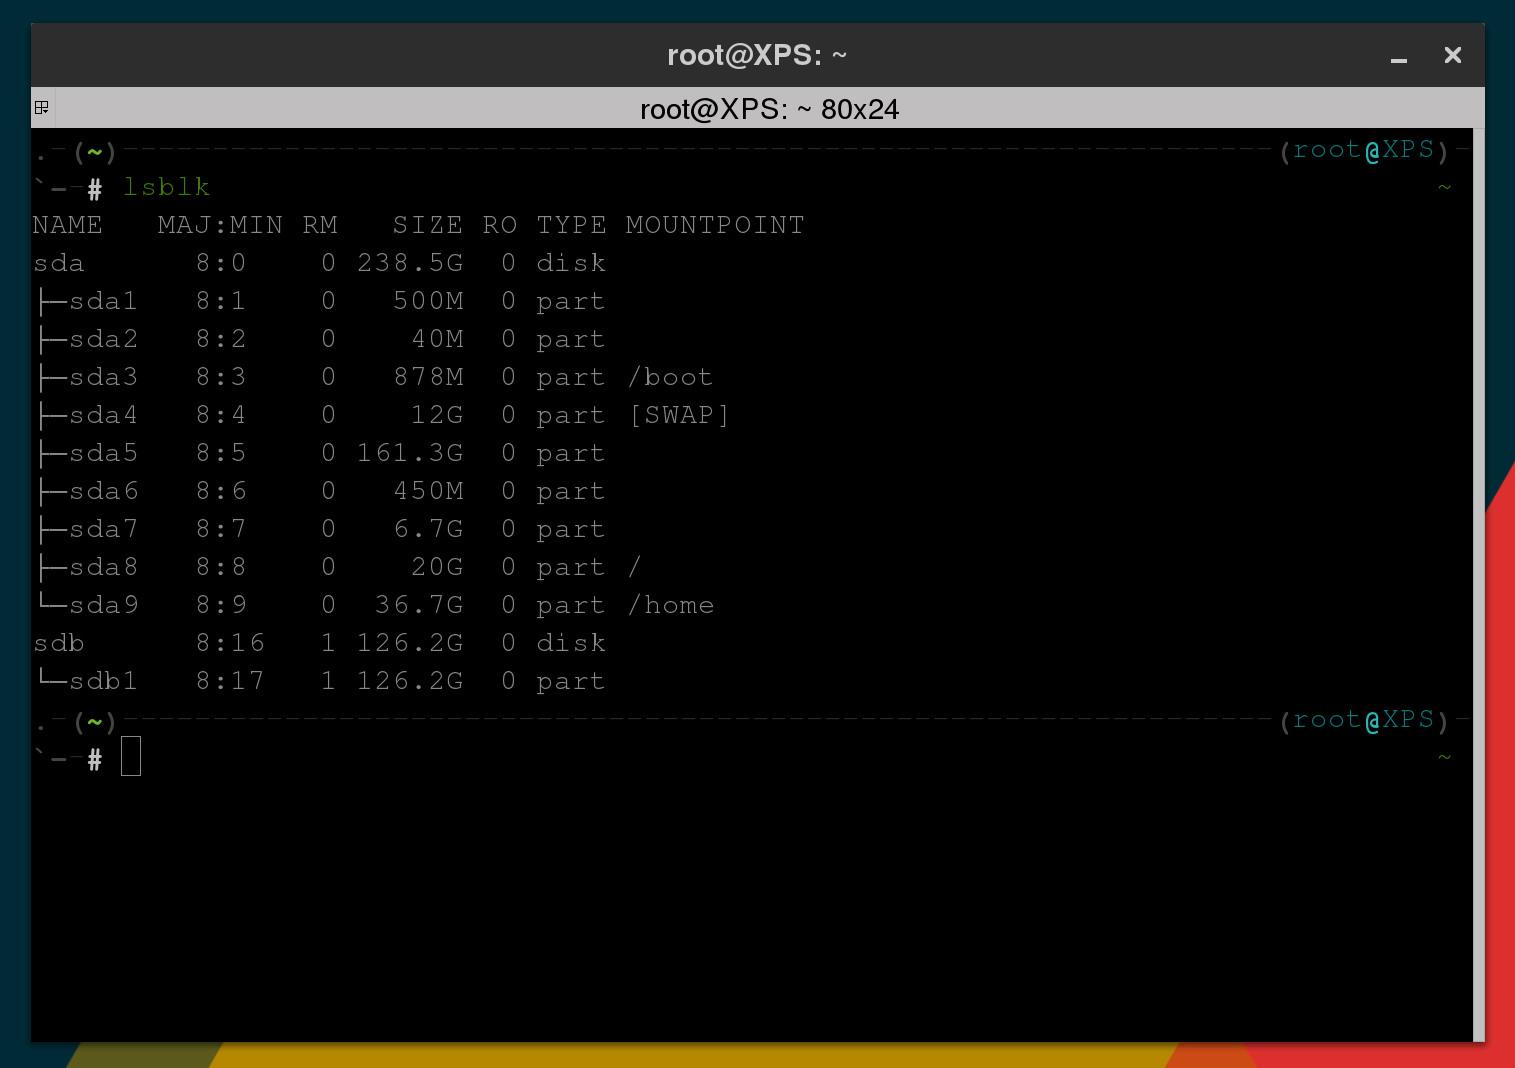 root@XPS: ~
root@XPS: ~ 80x24
.-(~)----------------------------------------------------------------(root@XPS)-
`--# lsblk ~
NAME   MAJ:MIN RM   SIZE RO TYPE MOUNTPOINT
sda      8:0    0 238.5G  0 disk
├─sda1   8:1    0   500M  0 part
├─sda2   8:2    0    40M  0 part
├─sda3   8:3    0   878M  0 part /boot
├─sda4   8:4    0    12G  0 part [SWAP]
├─sda5   8:5    0 161.3G  0 part
├─sda6   8:6    0   450M  0 part
├─sda7   8:7    0   6.7G  0 part
├─sda8   8:8    0    20G  0 part /
└─sda9   8:9    0  36.7G  0 part /home
sdb      8:16   1 126.2G  0 disk
└─sdb1   8:17   1 126.2G  0 part
.-(~)----------------------------------------------------------------(root@XPS)-
`--# ~